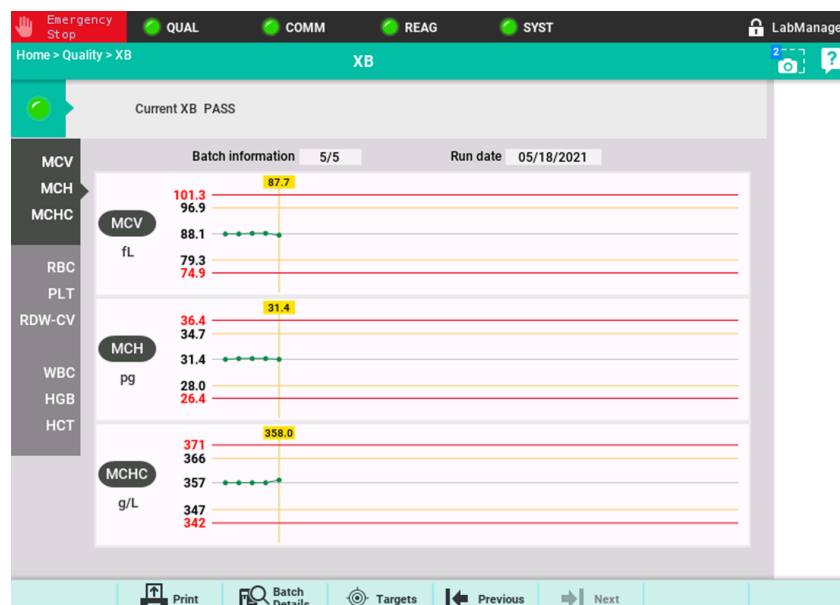 Emergency
Stop
QUAL
COMM
REAG
SYST
LabManage
Home > Quality > XB
XB
2
?
Current XB PASS
Batch information 5/5
Run date 05/18/2021
MCV
MCH
MCHC
RBC
PLT
RDW-CV
WBC
HGB
HCT
87.7
101.3
96.9
MCV
88.1
fL
79.3
74.9
31.4
36.4
34.7
MCH
31.4
pg
28.0
26.4
358.0
371
366
MCHC
357
g/L
347
342
Print
Batch
Details
Targets
Previous
Next